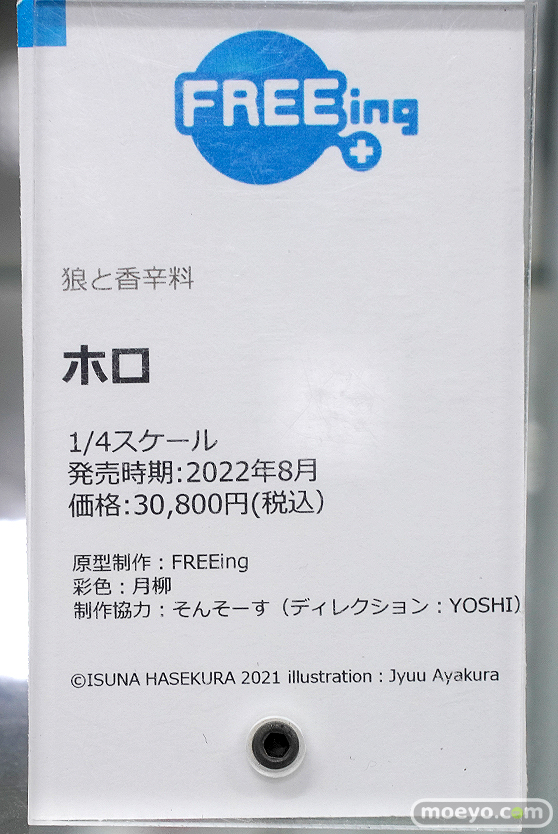 FREEing
狼と香辛料
ホロ
1/4スケール
発売時期:2022年8月
価格:30,800円(税込)
原型制作：FREEing
彩色：月柳
制作協力：そんそーす（ディレクション：YOSHI）
©ISUNA HASEKURA 2021 illustration : Jyuu Ayakura
moeyo.com